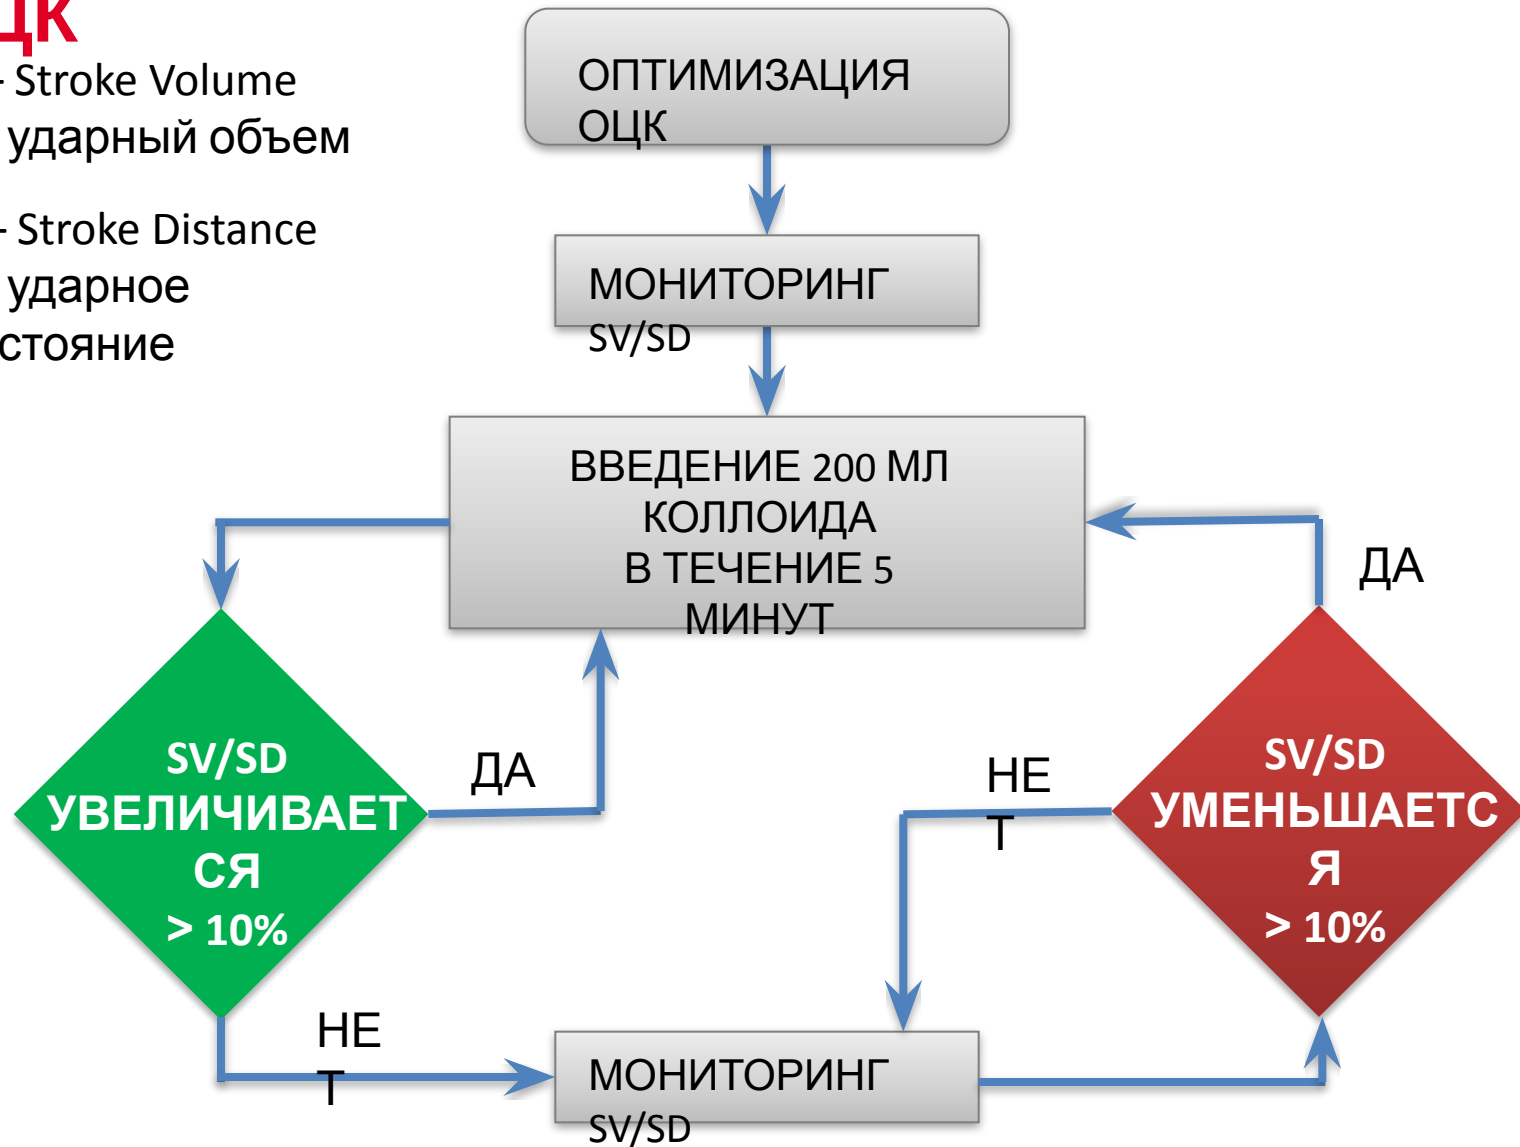 ЦК
- Stroke Volume
ударный объем
- Stroke Distance
ударное
стояние
ОПТИМИЗАЦИЯ
ОЦК
МОНИТОРИНГ
SV/SD
ВВЕДЕНИЕ 200 МЛ
КОЛЛОИДА
В ТЕЧЕНИЕ 5
МИНУТ
ДА
SV/SD
УВЕЛИЧИВАЕТ
СЯ
> 10%
ДА
НЕ
Т
SV/SD
УМЕНЬШАЕТС
Я
> 10%
НЕ
Т
МОНИТОРИНГ
SV/SD